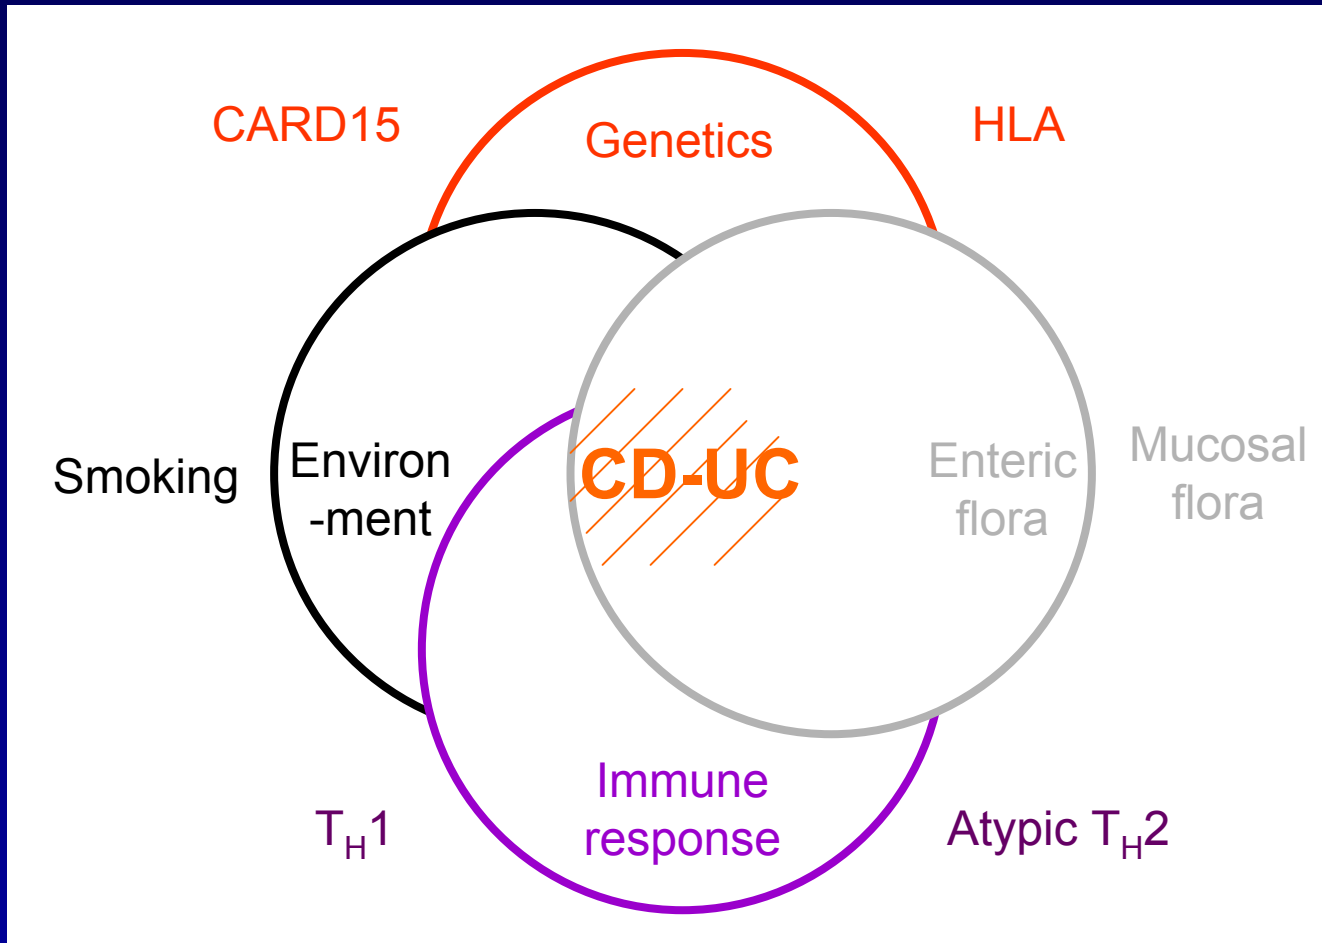 CARD15
Genetics
HLA
Smoking
Environ
-ment
CD-UC
Enteric
flora
Mucosal
flora
Immune
response
TH1
Atypic TH2